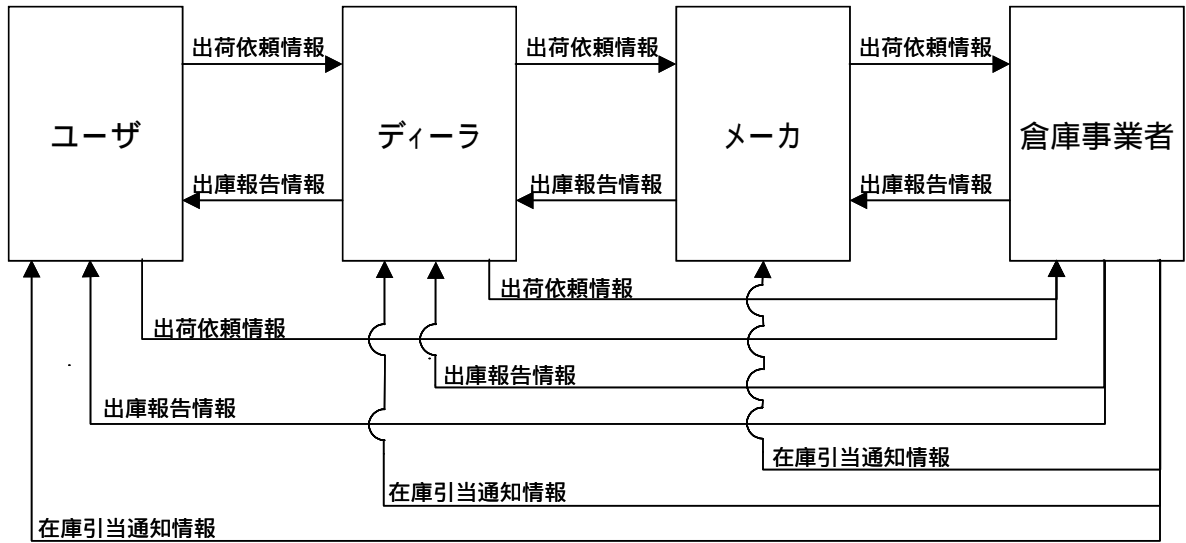 出荷依頼情報
出荷依頼情報
出荷依頼情報
ユーザ
ディーラ
メーカ
倉庫事業者
出庫報告情報
出庫報告情報
出庫報告情報
出荷依頼情報
出荷依頼情報
出庫報告情報
出庫報告情報
在庫引当通知情報
在庫引当通知情報
在庫引当通知情報